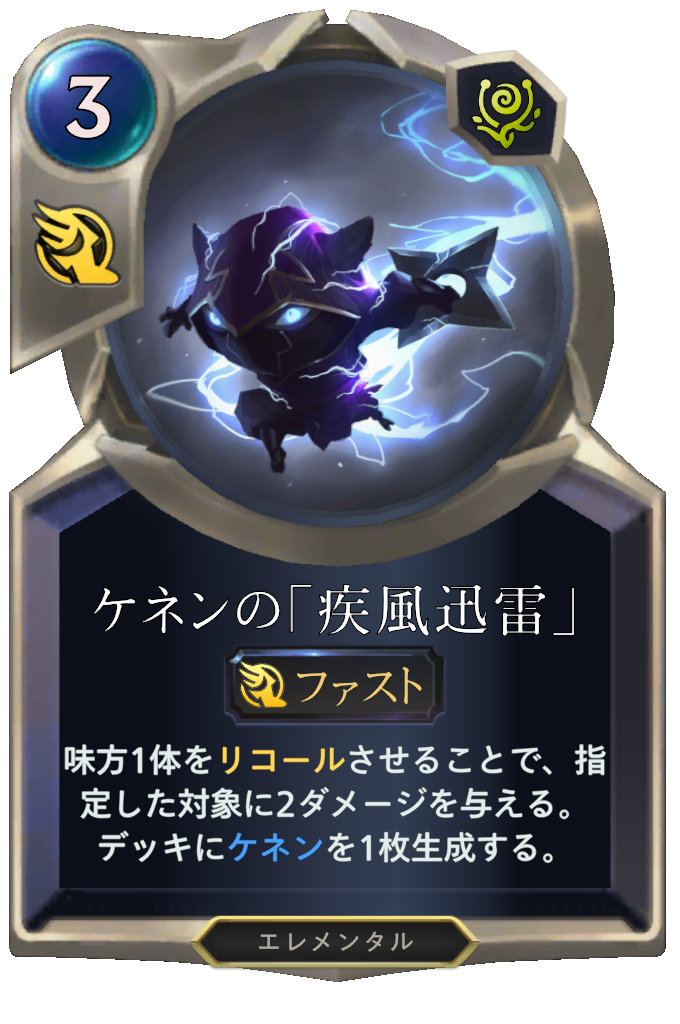 3
ケネンの「疾風迅雷」
ファスト
味方1体をリコールさせることで、指
定した対象に2ダメージを与える。
デッキにケネンを1枚生成する。
エレメンタル